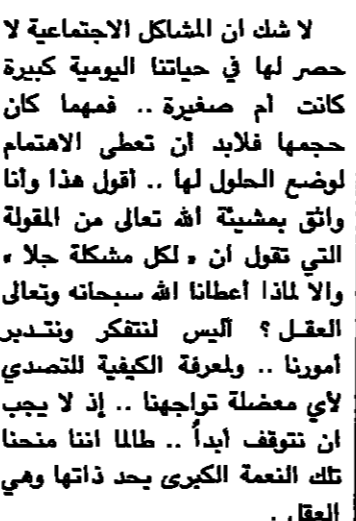 لا شك ان المشاكل الاجتماعية لا
حصر لها في حياتنا اليومية كبيرة
كانت أم صغيرة .. فمهما كان
حجمها فلابد أن تعطى الاهتمام
لوضع الحلول لها .. أقول هذا وأنا
واثق بمشيئة الله تعالى من المقولة
التي تقول أن « لكل مشكلة حلا »
والا لماذا أعطانا الله سبحانه وتعالى
العقل ؟ أليس لنتفكر ونتدبر
أمورنا .. ولمعرفة الكيفية للتصدي
لأي معضلة تواجهنا .. إذ لا يجب
ان نتوقف أبداً .. طالما اننا منحنا
تلك النعمة الكبرى بحد ذاتها وهي
العقل .